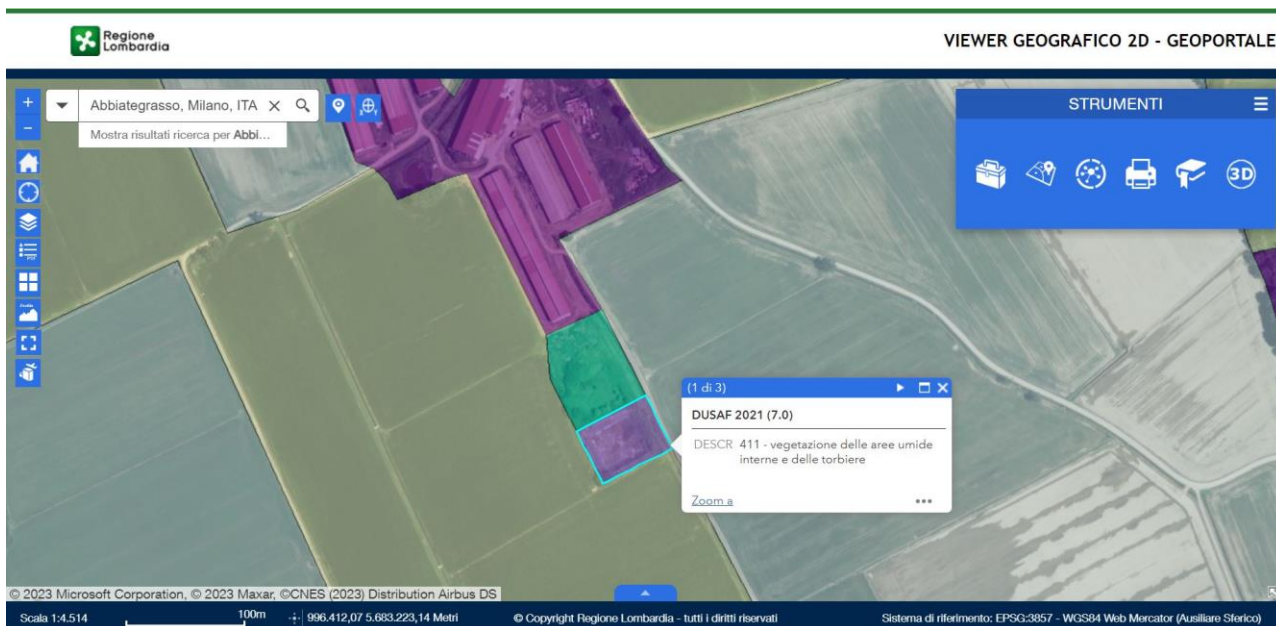 Regione
Lombardia
VIEWER GEOGRAFICO 2D - GEOPORTALE
+
Abbiategrasso, Milano, ITA
Mostra risultati ricerca per Abbi...
-
STRUMENTI
3D
(1 di 3)
DUSAF 2021 (7.0)
DESCR 411 - vegetazione delle aree umide
interne e delle torbiere
Zoom a
© 2023 Microsoft Corporation, © 2023 Maxar, ©CNES (2023) Distribution Airbus DS
Scala 1:4.514 100m 996.412,07 5.683.223,14 Metri © Copyright Regione Lombardia - tutti i diritti riservati Sistema di riferimento: EPSG:3857 - WGS84 Web Mercator (Ausiliare Sferico)